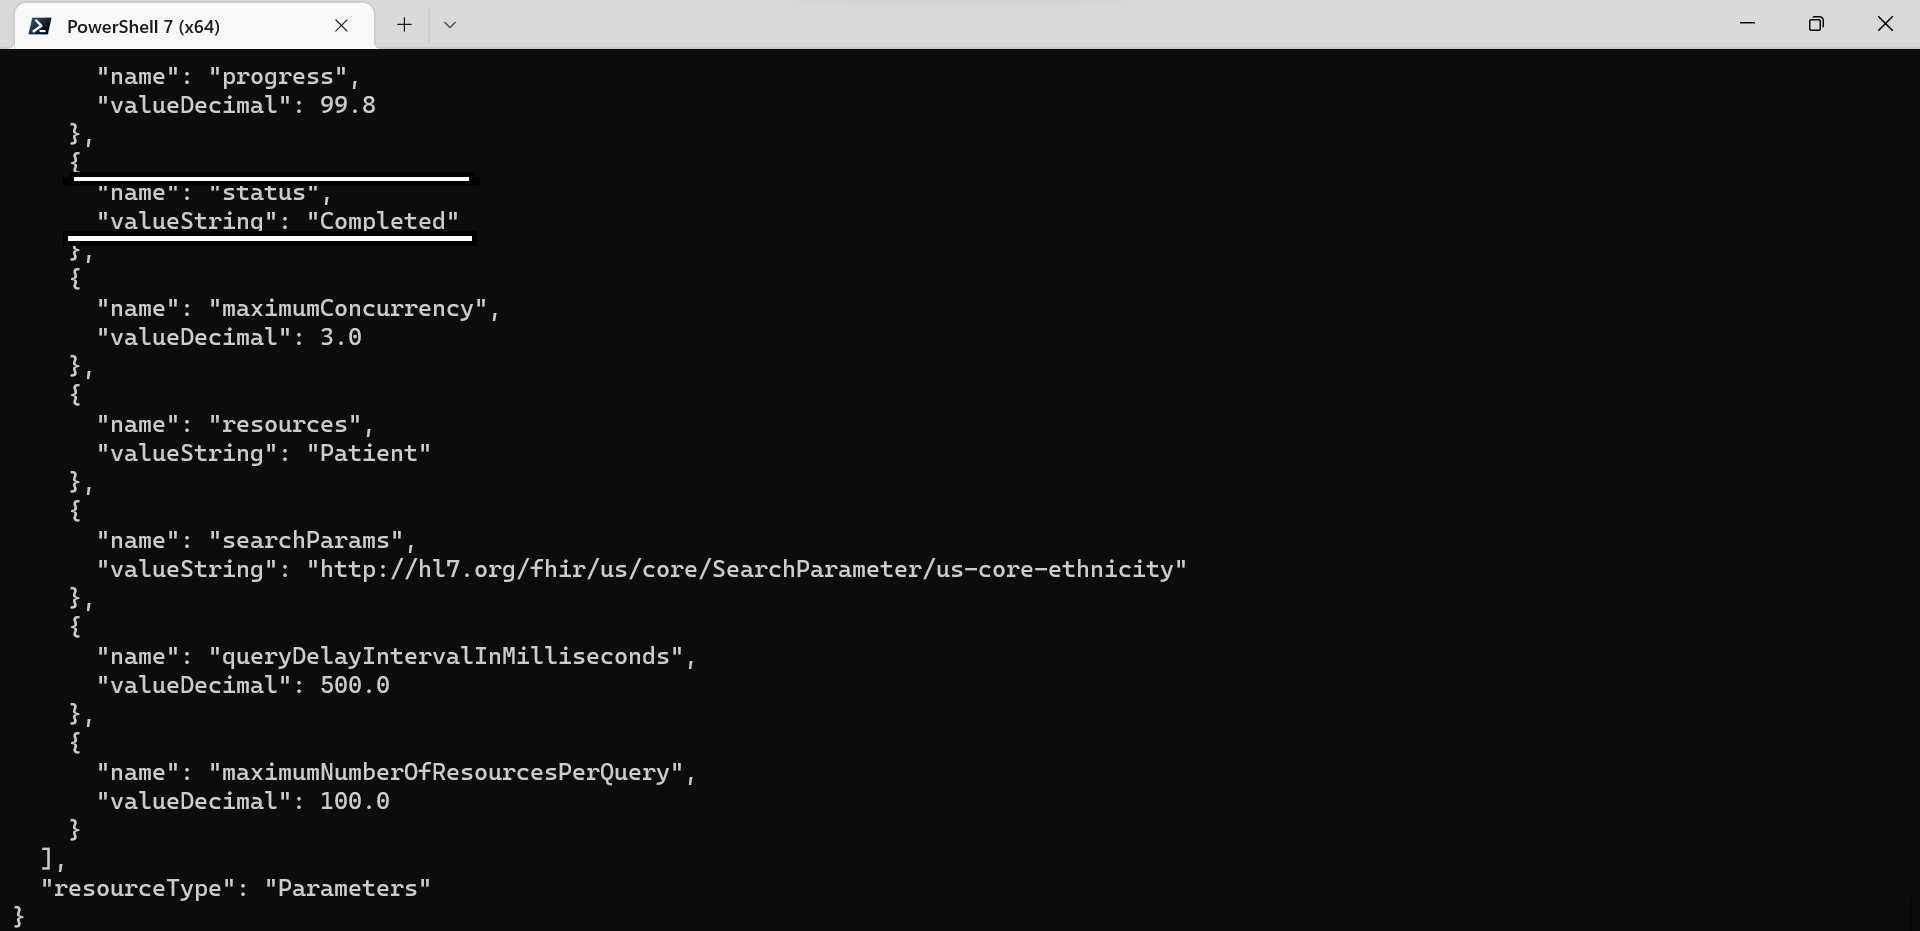 PowerShell 7 (x64)
"name": "progress",
"valueDecimal": 99.8
},
{
"name": "status",
"valueString": "Completed"
},
{
"name": "maximumConcurrency",
"valueDecimal": 3.0
},
{
"name": "resources",
"valueString": "Patient"
},
{
"name": "searchParams",
"valueString": "http://hl7.org/fhir/us/core/SearchParameter/us-core-ethnicity"
},
{
"name": "queryDelayIntervalInMilliseconds",
"valueDecimal": 500.0
},
{
"name": "maximumNumberOfResourcesPerQuery",
"valueDecimal": 100.0
}
],
"resourceType": "Parameters"
}